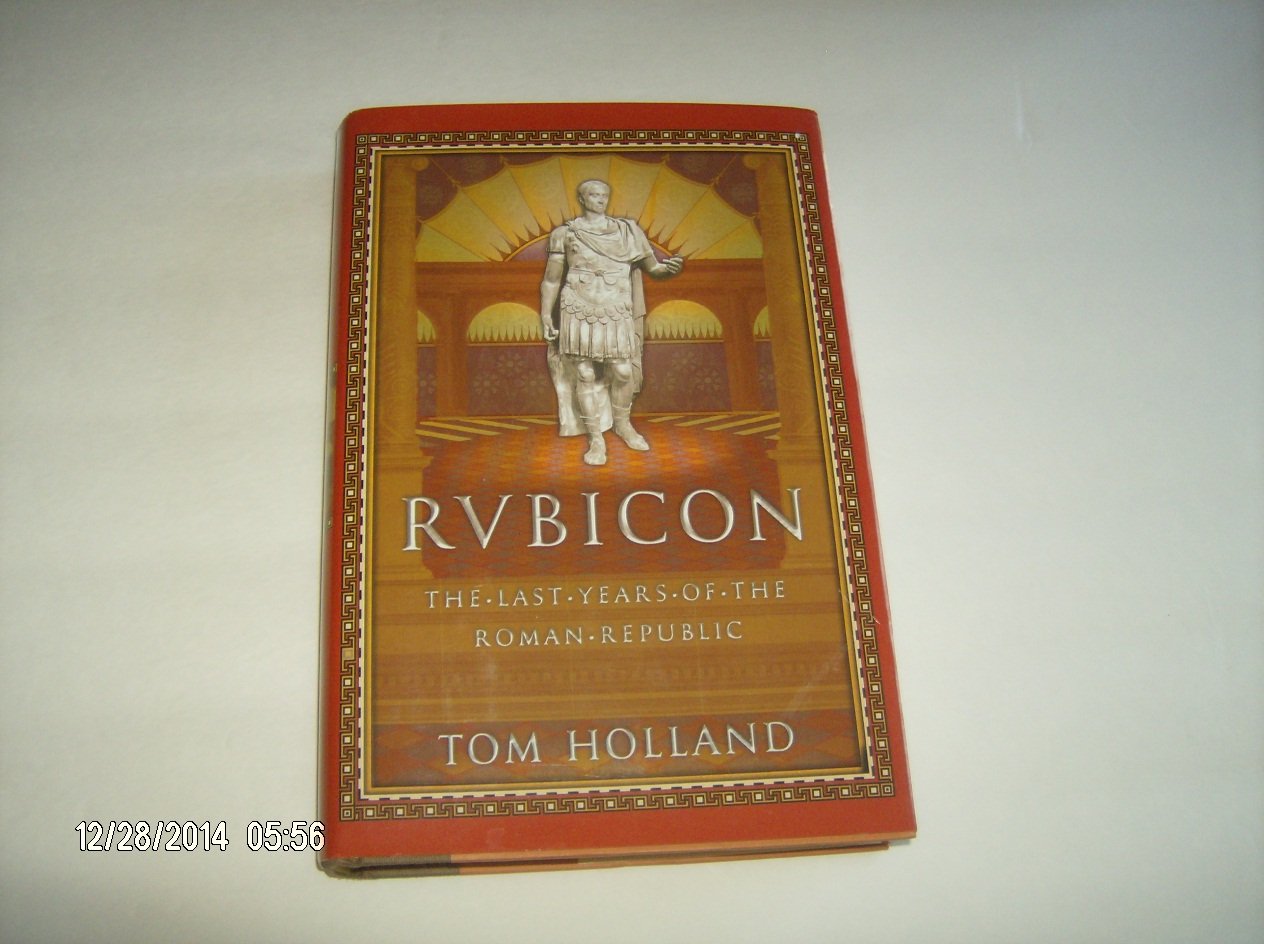 RVBICON
THE·LAST·YEARS·OF·THE
ROMAN·REPUBLIC
TOM HOLLAND
12/28/2014 05:56